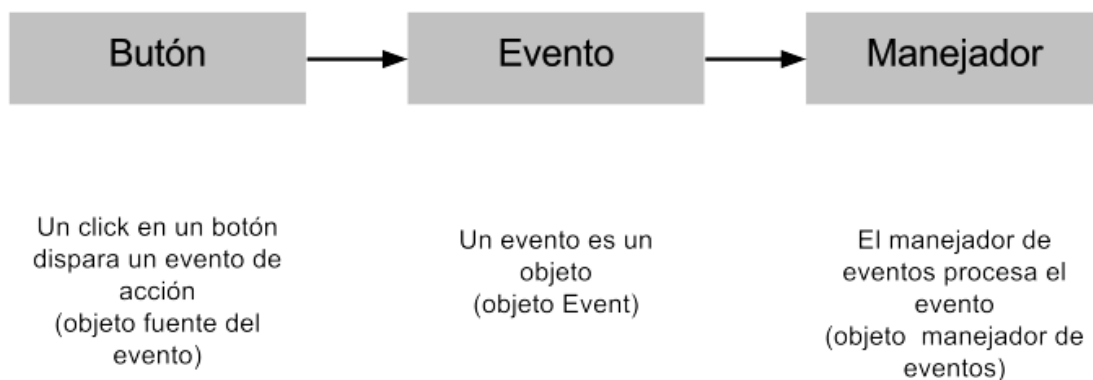 Butón
Evento
Manejador
Un click en un botón
dispara un evento de
acción
(objeto fuente del
evento)
Un evento es un
objeto
(objeto Event)
El manejador de
eventos procesa el
evento
(objeto manejador de
eventos)